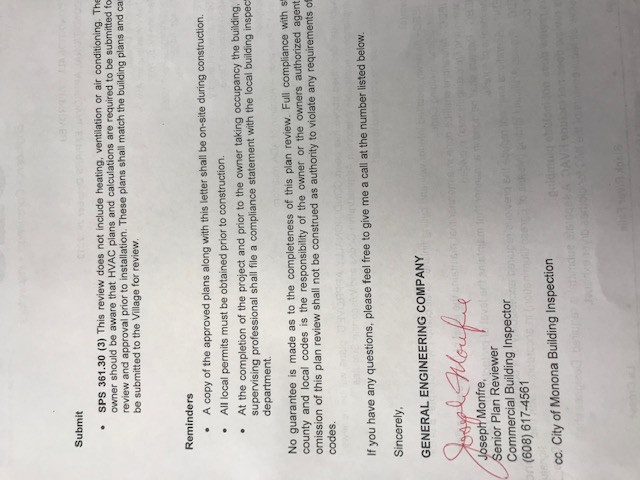 Submit
• SPS 361.30 (3) This review does not include heating, ventilation or air conditioning. The
owner should be aware that HVAC plans and calculations are required to be submitted fo
review and approval prior to installation. These plans shall match the building plans and ca
be submitted to the Village for review.
Reminders
• A copy of the approved plans along with this letter shall be on-site during construction.
• All local permits must be obtained prior to construction.
• At the completion of the project and prior to the owner taking occupancy the building,
supervising professional shall file a compliance statement with the local building inspec
department.
No guarantee is made as to the completeness of this plan review. Full compliance with s
county and local codes is the responsibility of the owner or the owners authorized agent
omission of this plan review shall not be construed as authority to violate any requirements of
codes.
If you have any questions, please feel free to give me a call at the number listed below.
Sincerely,
GENERAL ENGINEERING COMPANY
Joseph Monfre
Joseph Monfre,
Senior Plan Reviewer
Commercial Building Inspector
(608) 617-4561
cc. City of Monona Building Inspection